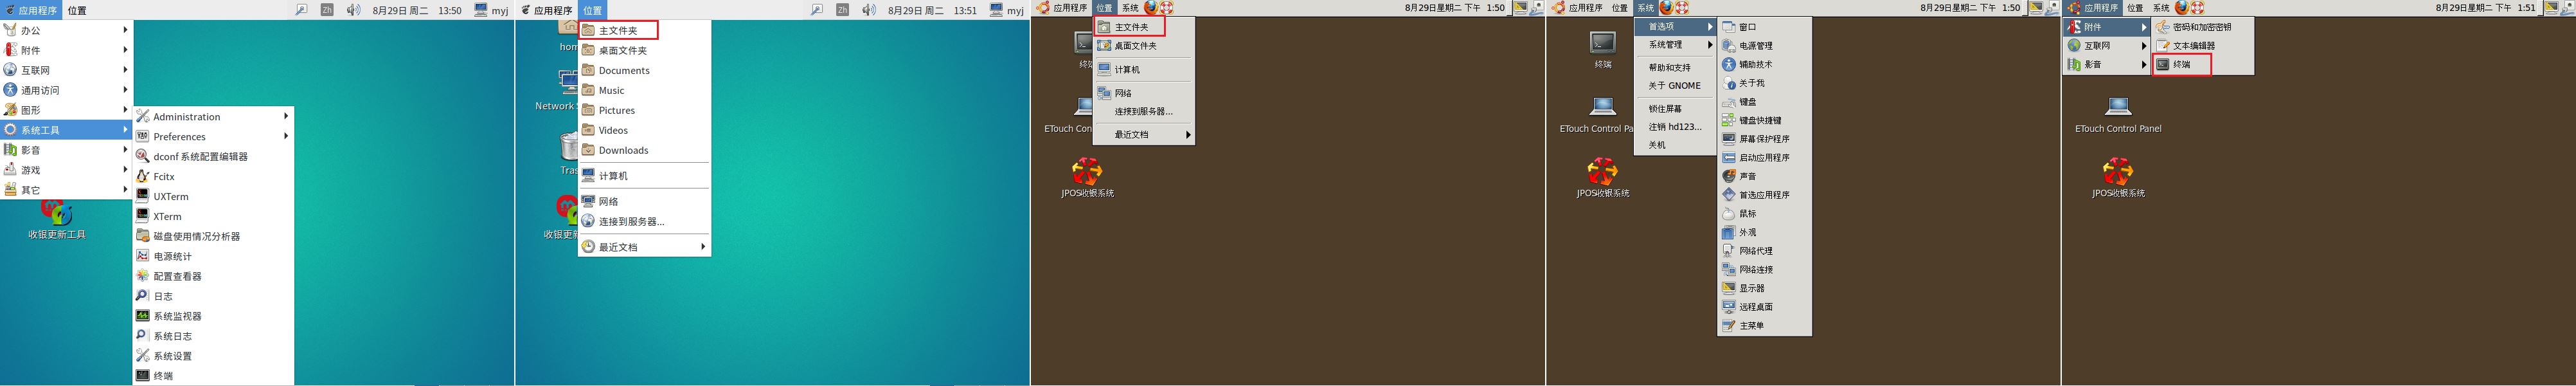 应用程序 位置 Zh 8月29日 周二 13:50 myj
办公
附件
互联网
通用访问
图形
系统工具
影音
游戏
其它
收银更新工具
Administration
Preferences
dconf 系统配置编辑器
Fcitx
UXTerm
XTerm
磁盘使用情况分析器
电源统计
配置查看器
日志
系统监视器
系统日志
系统设置
终端
应用程序 位置 Zh 8月29日 周二 13:51 myj
主文件夹
桌面文件夹
Documents
Music
Pictures
Videos
Downloads
计算机
网络
连接到服务器...
最近文档
hom
Network
Tras
收银更
应用程序 位置 系统 8月29日星期二 下午 1:50
主文件夹
桌面文件夹
计算机
网络
连接到服务器...
最近文档
终
ETouch Con
JPOS收银系统
应用程序 位置 系统 8月29日星期二 下午 1:50
首选项
系统管理
帮助和支持
关于 GNOME
锁住屏幕
注销 hd123...
关机
窗口
电源管理
辅助技术
关于我
键盘
键盘快捷键
屏幕保护程序
启动应用程序
声音
首选应用程序
鼠标
外观
网络代理
网络连接
显示器
远程桌面
主菜单
终端
ETouch Control Pa
JPOS收银系统
应用程序 位置 系统 8月29日星期二 下午 1:51
附件
互联网
影音
密码和加密密钥
文本编辑器
终端
ETouch Control Panel
JPOS收银系统